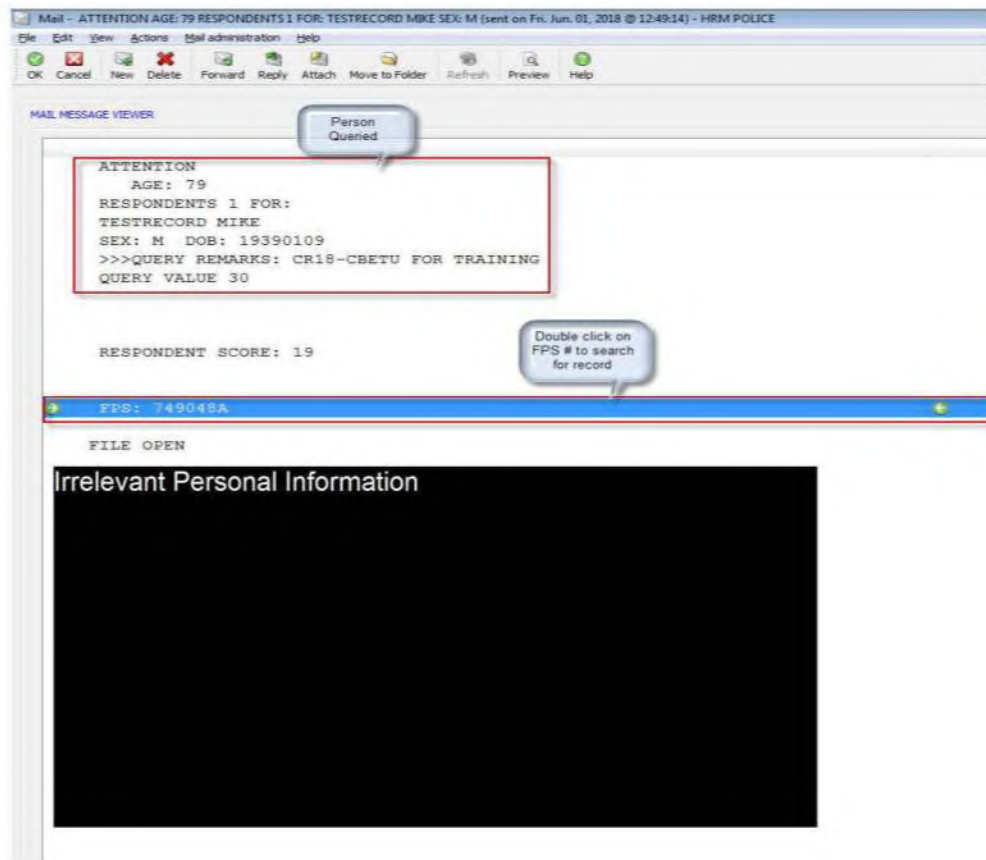 Mail - ATTENTION AGE: 79 RESPONDENTS 1 FOR: TESTRECORD MIKE SEX: M (sent on Fri. Jun. 01, 2018 @ 12:49:14) - HRM POLICE
File Edit View Actions Mail administration Help
OK Cancel New Delete Forward Reply Attach Move to Folder Refresh Preview Help
MAIL MESSAGE VIEWER
Person
Queried
ATTENTION
AGE: 79
RESPONDENTS 1 FOR:
TESTRECORD MIKE
SEX: M DOB: 19390109
>>>QUERY REMARKS: CR18-CBETU FOR TRAINING
QUERY VALUE 30
RESPONDENT SCORE: 19
Double click on
FPS # to search
for record
FPS: 749048A
FILE OPEN
Irrelevant Personal Information